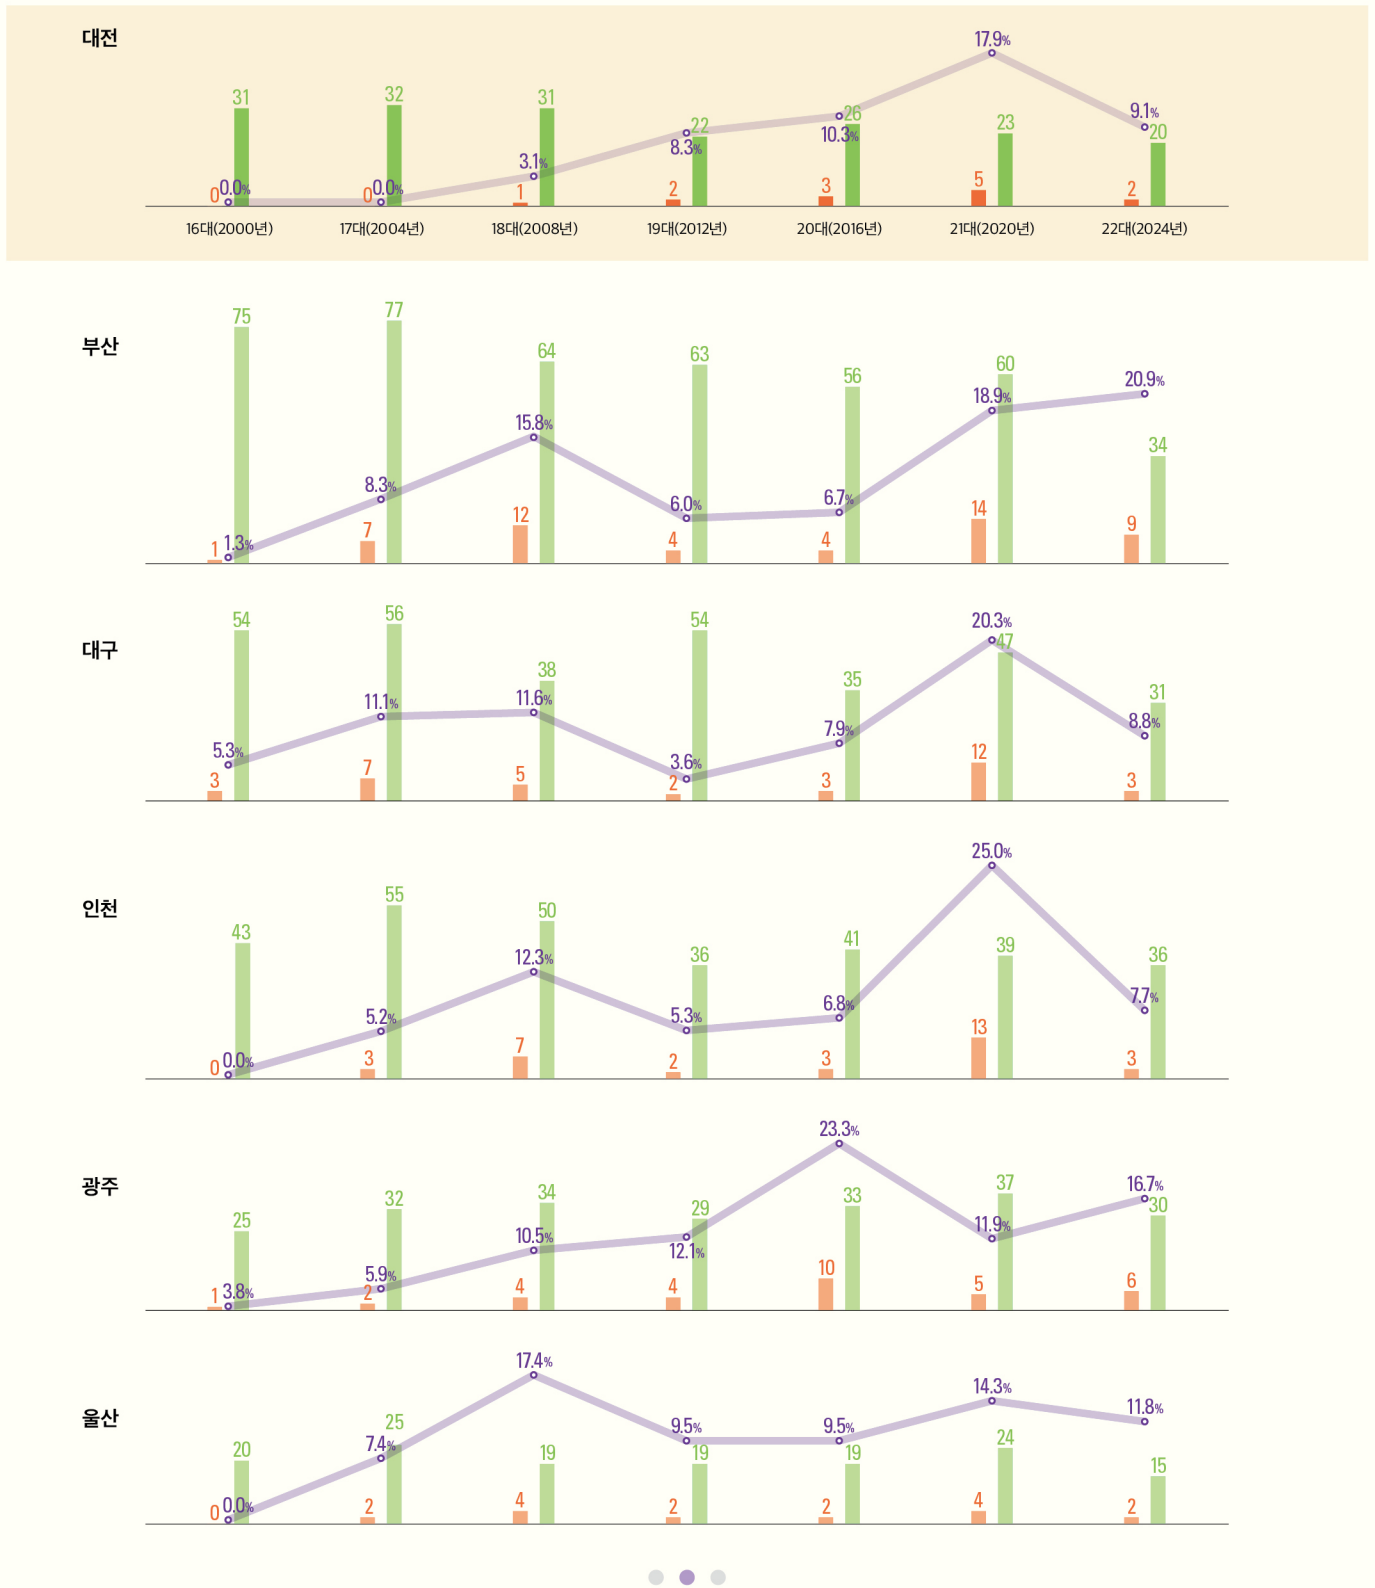 대전
31 32 31 22 26 23 20
0 0 1 2 3 5 2
0.0% 0.0% 3.1% 8.3% 10.3% 17.9% 9.1%
16대(2000년) 17대(2004년) 18대(2008년) 19대(2012년) 20대(2016년) 21대(2020년) 22대(2024년)
부산
75 77 64 63 56 60 34
1 7 12 4 4 14 9
1.3% 8.3% 15.8% 6.0% 6.7% 18.9% 20.9%
대구
54 56 38 54 35 47 31
3 7 5 2 3 12 3
5.3% 11.1% 11.6% 3.6% 7.9% 20.3% 8.8%
인천
43 55 50 36 41 39 36
0 3 7 2 3 13 3
0.0% 5.2% 12.3% 5.3% 6.8% 25.0% 7.7%
광주
25 32 34 29 33 37 30
1 2 4 4 10 5 6
3.8% 5.9% 10.5% 12.1% 23.3% 11.9% 16.7%
울산
20 25 19 19 19 24 15
0 2 4 2 2 4 2
0.0% 7.4% 17.4% 9.5% 9.5% 14.3% 11.8%